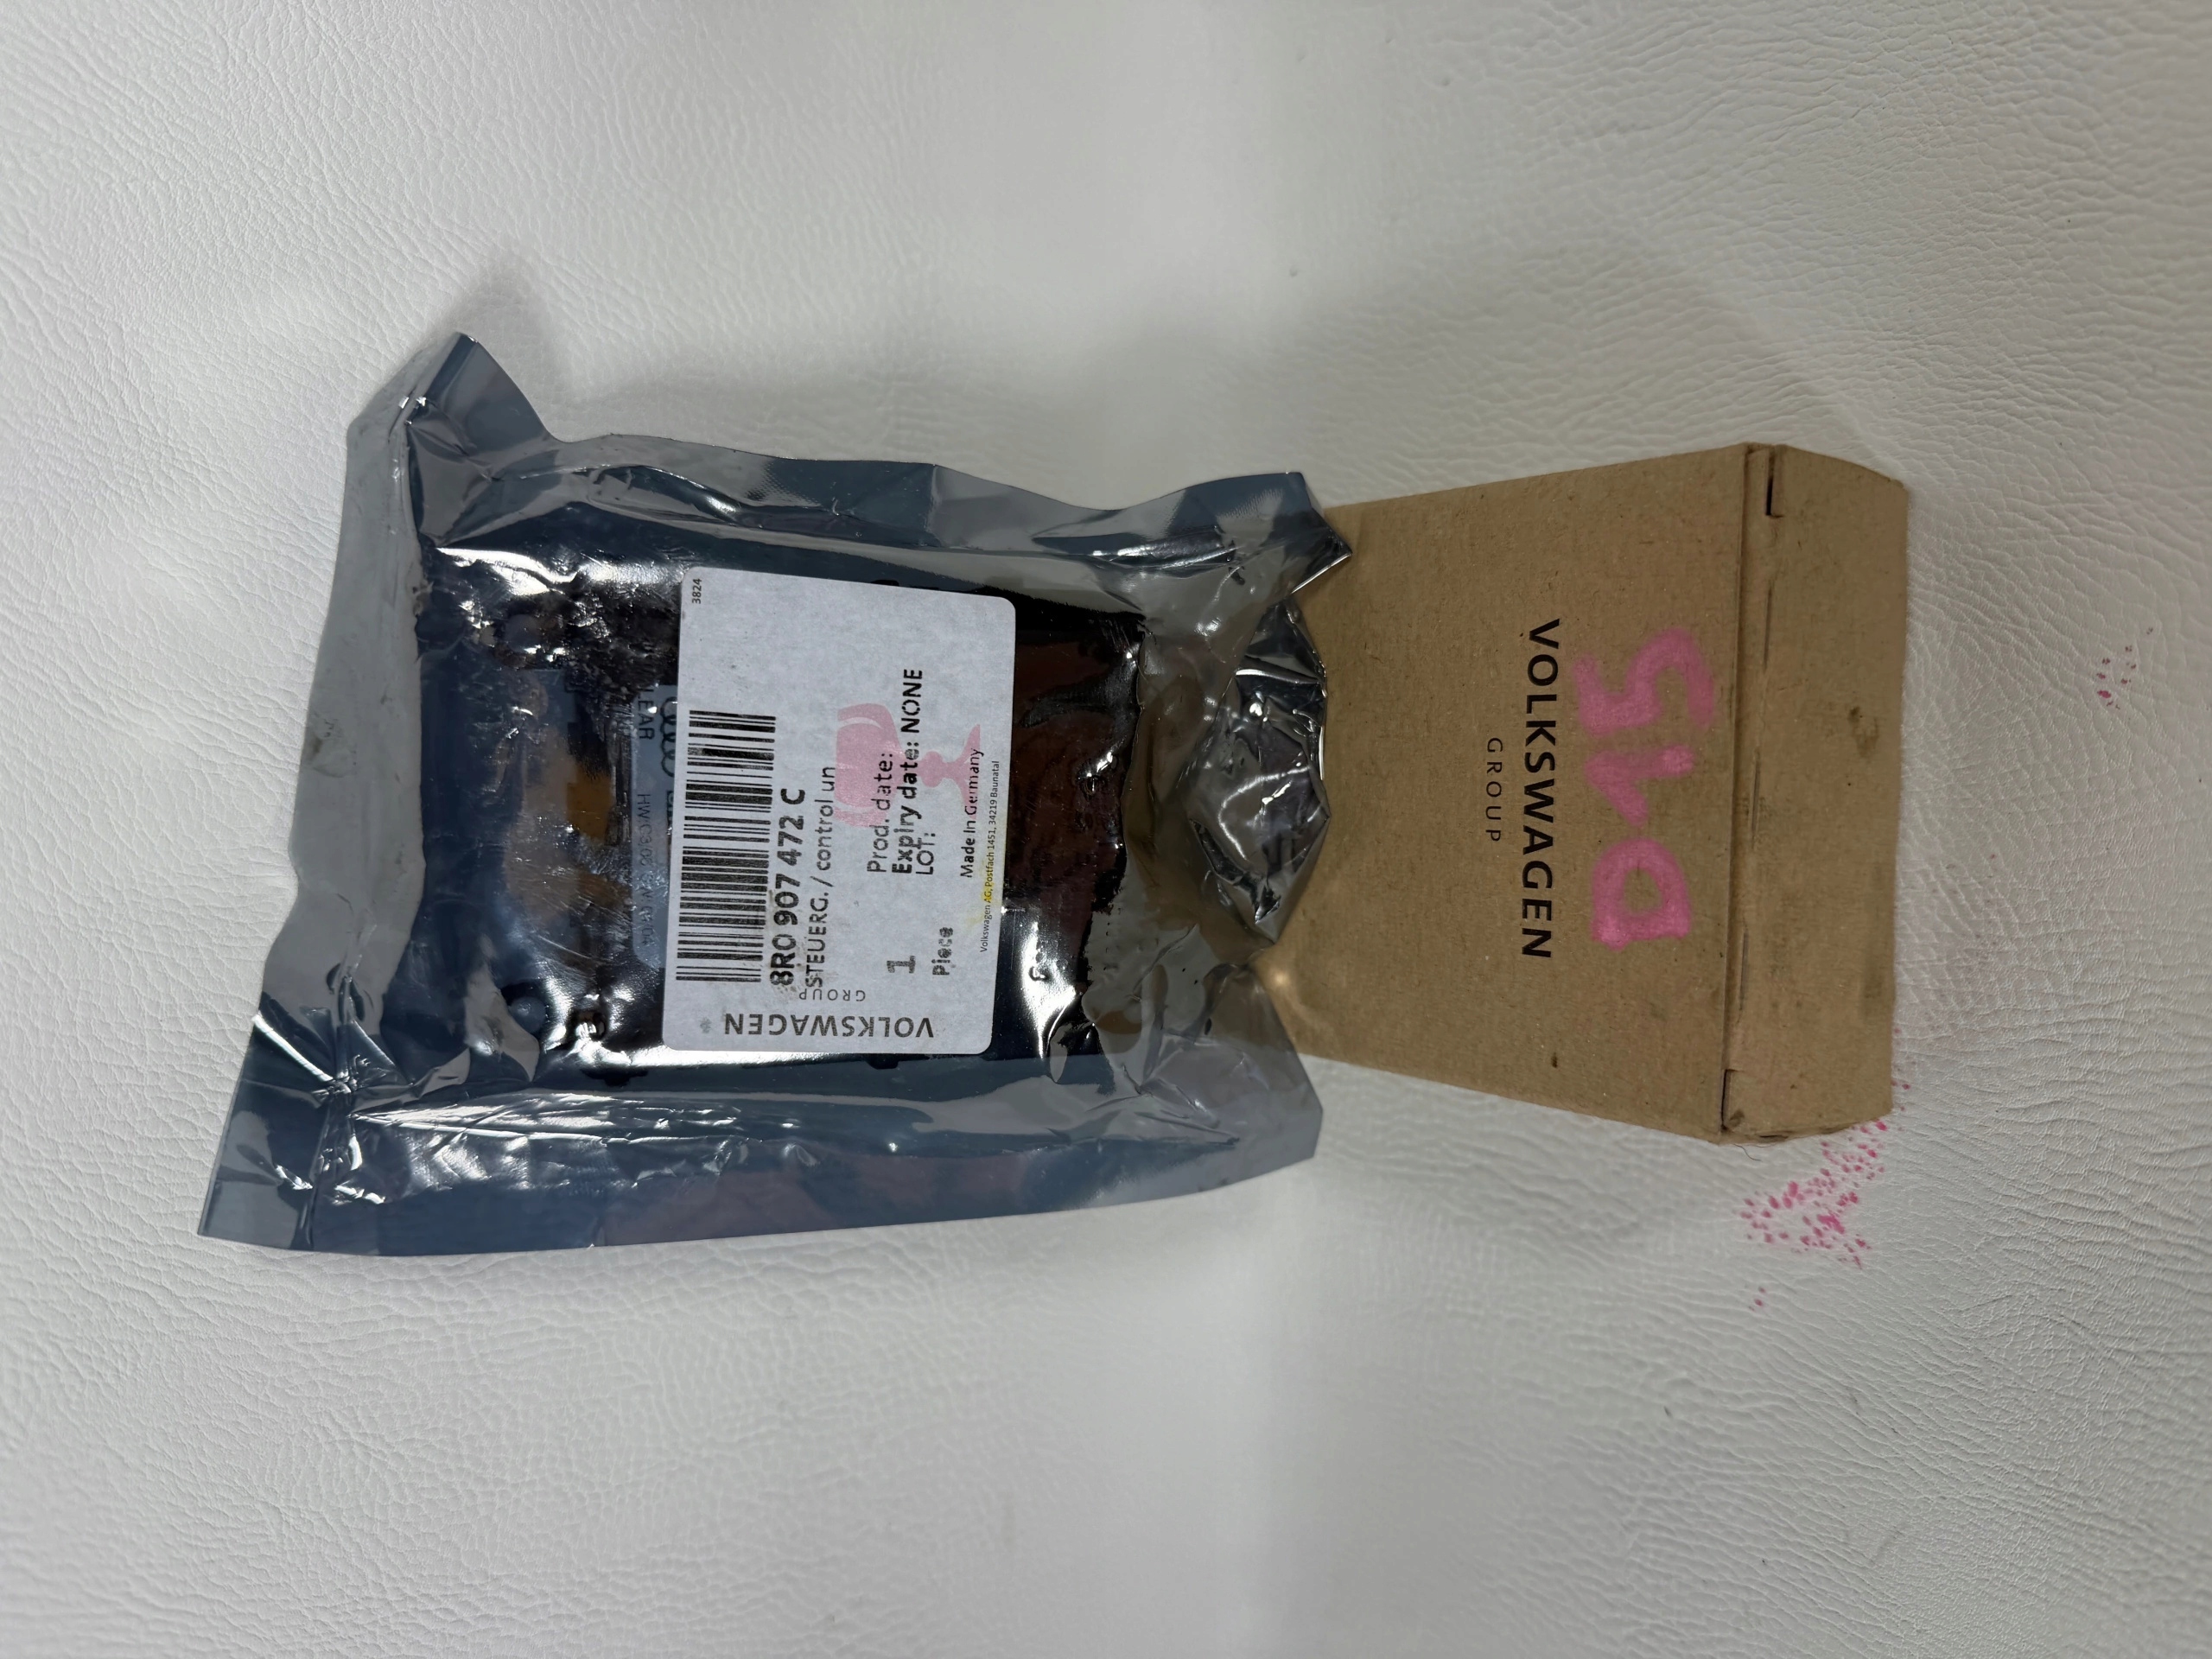 3824
8R0 907 472 C
STEUERG. / control un
Prod. date:
Expiry date: NONE
LOT:
1
Piece
Made In Germany
Volkswagen AG, Postfach 1451, 34219 Baunatal
VOLKSWAGEN
GROUP
LEAR
VOLKSWAGEN
GROUP